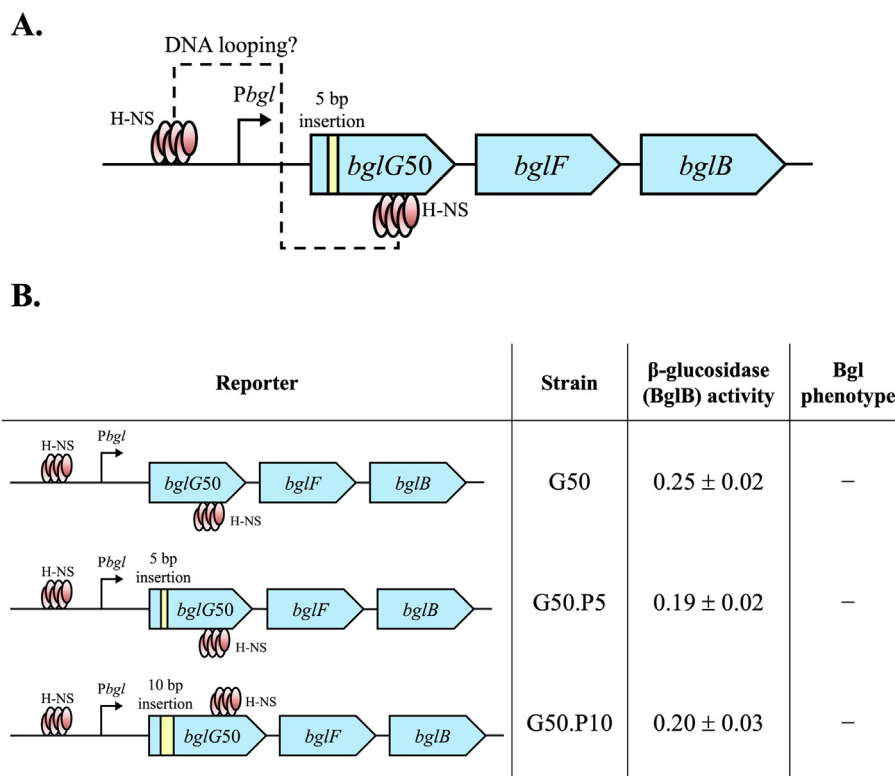 A.
DNA looping?
H-NS
Pbgl
5 bp
insertion
bglG50
bglF
bglB
H-NS
B.
Reporter
Strain
β-glucosidase
(BglB) activity
Bgl
phenotype
H-NS
Pbgl
bglG50
bglF
bglB
H-NS
G50
0.25 ± 0.02
–
H-NS
Pbgl
5 bp
insertion
bglG50
bglF
bglB
H-NS
G50.P5
0.19 ± 0.02
–
H-NS
Pbgl
10 bp
insertion
H-NS
bglG50
bglF
bglB
G50.P10
0.20 ± 0.03
–